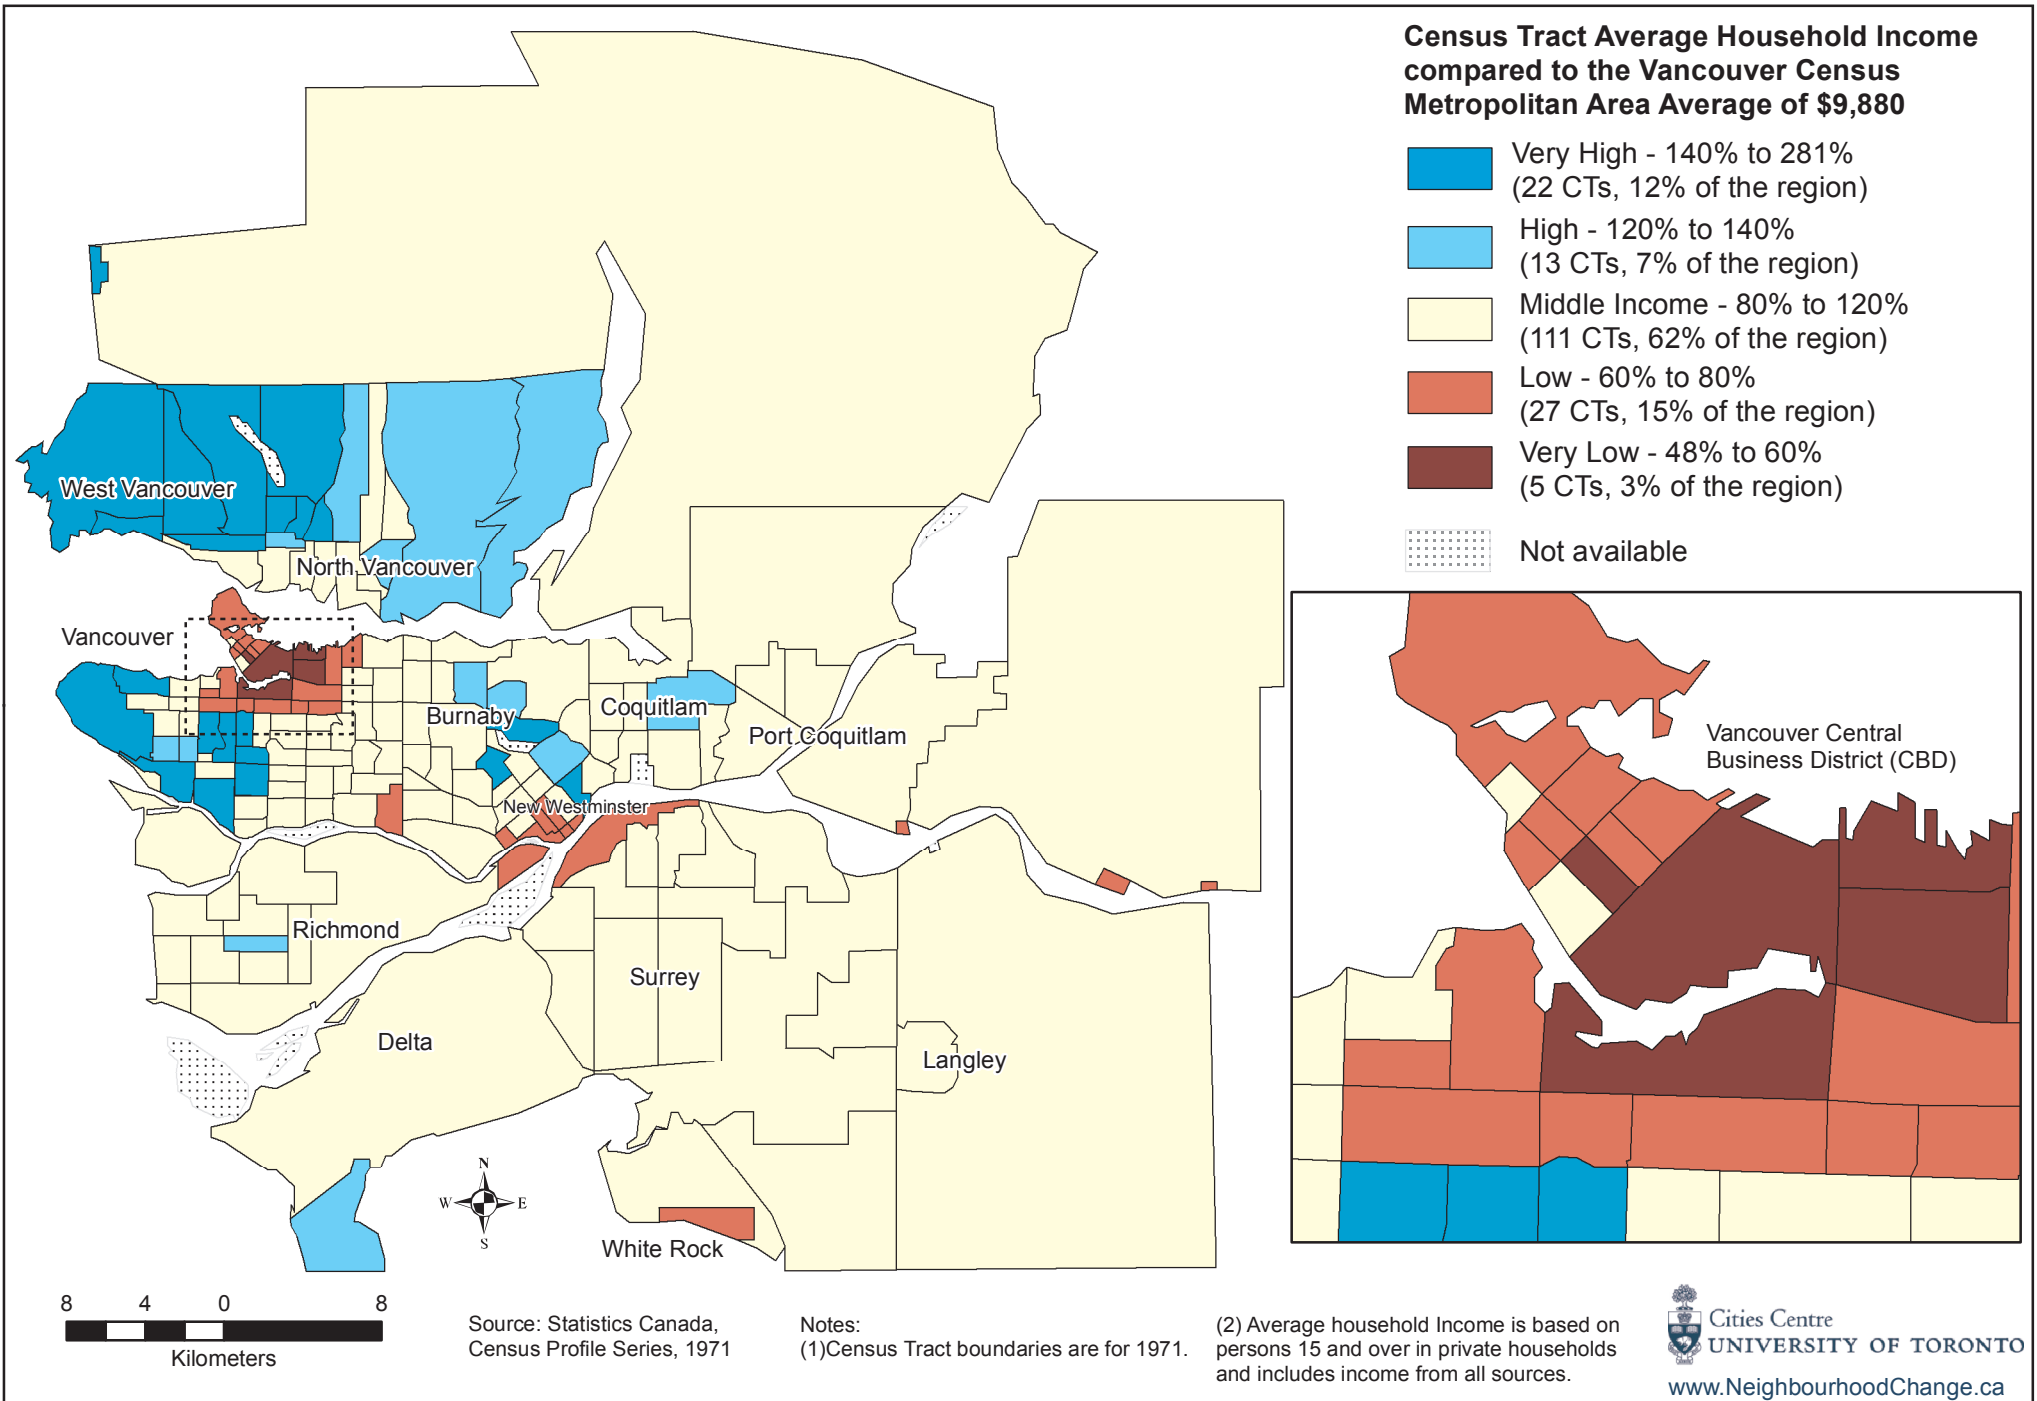 Census Tract Average Household Income
compared to the Vancouver Census
Metropolitan Area Average of $9,880
Very High - 140% to 281%
(22 CTs, 12% of the region)
High - 120% to 140%
(13 CTs, 7% of the region)
Middle Income - 80% to 120%
(111 CTs, 62% of the region)
Low - 60% to 80%
(27 CTs, 15% of the region)
Very Low - 48% to 60%
(5 CTs, 3% of the region)
Not available
West Vancouver
North Vancouver
Vancouver
Burnaby
Coquitlam
Port Coquitlam
New Westminster
Richmond
Surrey
Delta
Langley
White Rock
Vancouver Central
Business District (CBD)
N
W E
S
8 4 0 8
Kilometers
Source: Statistics Canada,
Census Profile Series, 1971
Notes:
(1)Census Tract boundaries are for 1971.
(2) Average household Income is based on
persons 15 and over in private households
and includes income from all sources.
Cities Centre
UNIVERSITY OF TORONTO
www.NeighbourhoodChange.ca